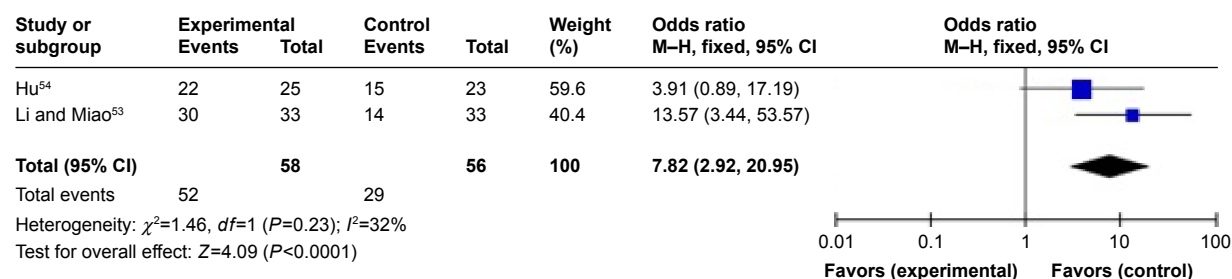 Study or Experimental Control Weight Odds ratio Odds ratio
subgroup Events Total Events Total (%) M–H, fixed, 95% CI M–H, fixed, 95% CI
Hu⁵⁴ 22 25 15 23 59.6 3.91 (0.89, 17.19)
Li and Miao⁵³ 30 33 14 33 40.4 13.57 (3.44, 53.57)
Total (95% CI) 58 56 100 7.82 (2.92, 20.95)
Total events 52 29
Heterogeneity: χ²=1.46, df=1 (P=0.23); I²=32%
Test for overall effect: Z=4.09 (P<0.0001)
0.01 0.1 1 10 100
Favors (experimental) Favors (control)